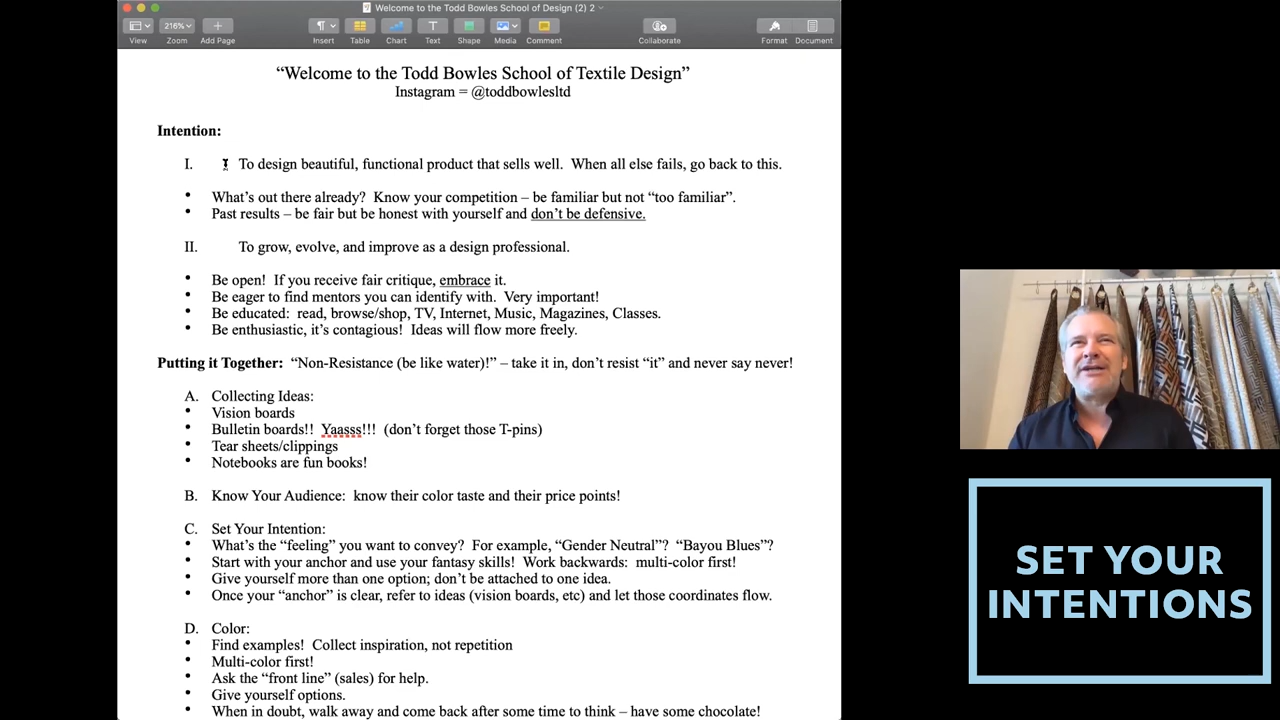 Welcome to the Todd Bowles School of Design (2) 2
216%
View Zoom Add Page Insert Table Chart Text Shape Media Comment Collaborate Format Document
“Welcome to the Todd Bowles School of Textile Design”
Instagram = @toddbowlesltd
Intention:
I. To design beautiful, functional product that sells well. When all else fails, go back to this.
• What’s out there already? Know your competition – be familiar but not “too familiar”.
• Past results – be fair but be honest with yourself and don’t be defensive.
II. To grow, evolve, and improve as a design professional.
• Be open! If you receive fair critique, embrace it.
• Be eager to find mentors you can identify with. Very important!
• Be educated: read, browse/shop, TV, Internet, Music, Magazines, Classes.
• Be enthusiastic, it’s contagious! Ideas will flow more freely.
Putting it Together: “Non-Resistance (be like water)!” – take it in, don’t resist “it” and never say never!
A. Collecting Ideas:
• Vision boards
• Bulletin boards!! Yaasss!!! (don’t forget those T-pins)
• Tear sheets/clippings
• Notebooks are fun books!
B. Know Your Audience: know their color taste and their price points!
C. Set Your Intention:
• What’s the “feeling” you want to convey? For example, “Gender Neutral”? “Bayou Blues”?
• Start with your anchor and use your fantasy skills! Work backwards: multi-color first!
• Give yourself more than one option; don’t be attached to one idea.
• Once your “anchor” is clear, refer to ideas (vision boards, etc) and let those coordinates flow.
D. Color:
• Find examples! Collect inspiration, not repetition
• Multi-color first!
• Ask the “front line” (sales) for help.
• Give yourself options.
• When in doubt, walk away and come back after some time to think – have some chocolate!
SET YOUR
INTENTIONS